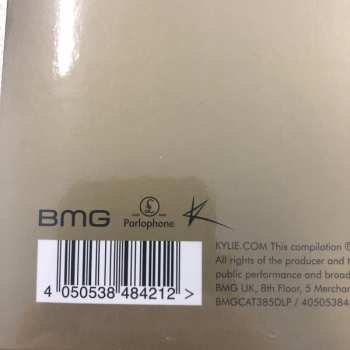 BMG
Parlophone
K
KYLIE.COM This compilation ℗
All rights of the producer and
public performance and broad
BMG UK, 8th Floor, 5 Merchan
BMGCAT385DLP / 40505384
4 050538 484212 >